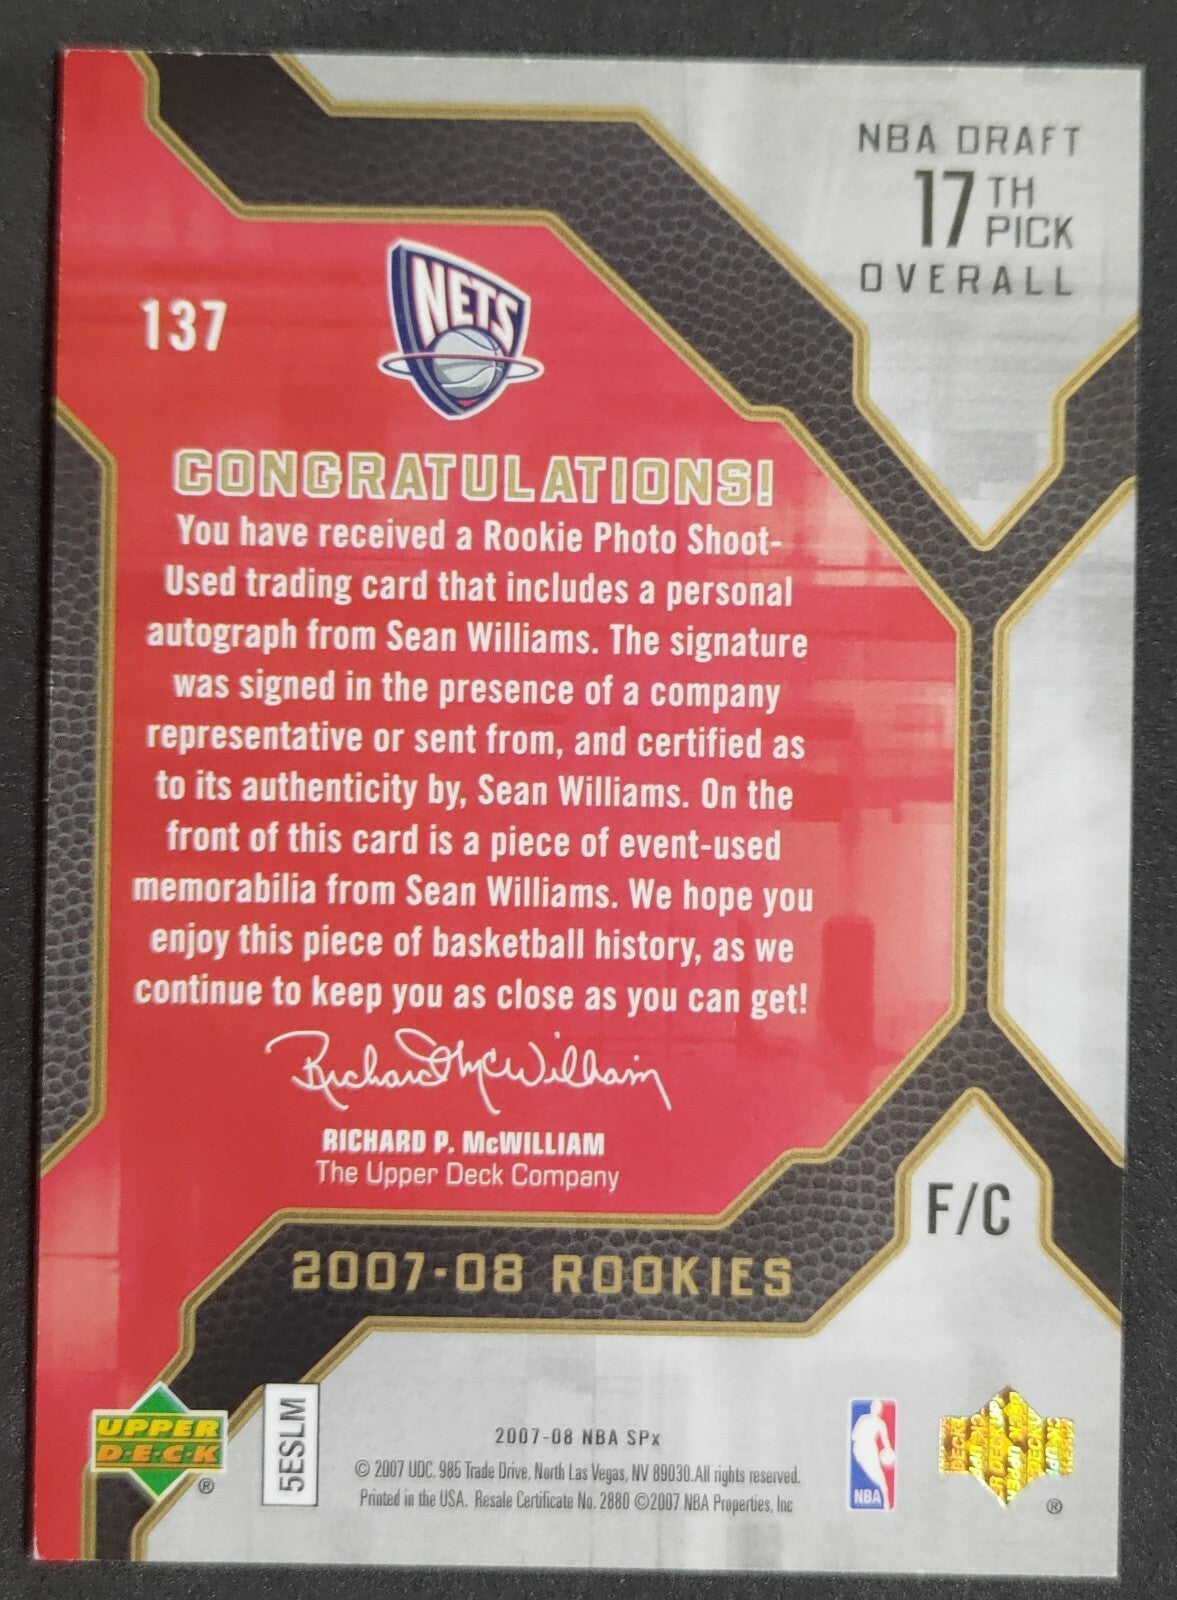 NBA DRAFT
17TH
PICK
OVERALL
NETS
137
CONGRATULATIONS!
You have received a Rookie Photo Shoot-
Used trading card that includes a personal
autograph from Sean Williams. The signature
was signed in the presence of a company
representative or sent from, and certified as
to its authenticity by, Sean Williams. On the
front of this card is a piece of event-used
memorabilia from Sean Williams. We hope you
enjoy this piece of basketball history, as we
continue to keep you as close as you can get!
Richard McWilliam
RICHARD P. McWILLIAM
The Upper Deck Company
F/C
2007-08 ROOKIES
UPPER
D·E·C·K
®
5ESLM
2007-08 NBA SPx
© 2007 UDC. 985 Trade Drive, North Las Vegas, NV 89030. All rights reserved.
Printed in the USA. Resale Certificate No. 2880 ©2007 NBA Properties, Inc
NBA
®